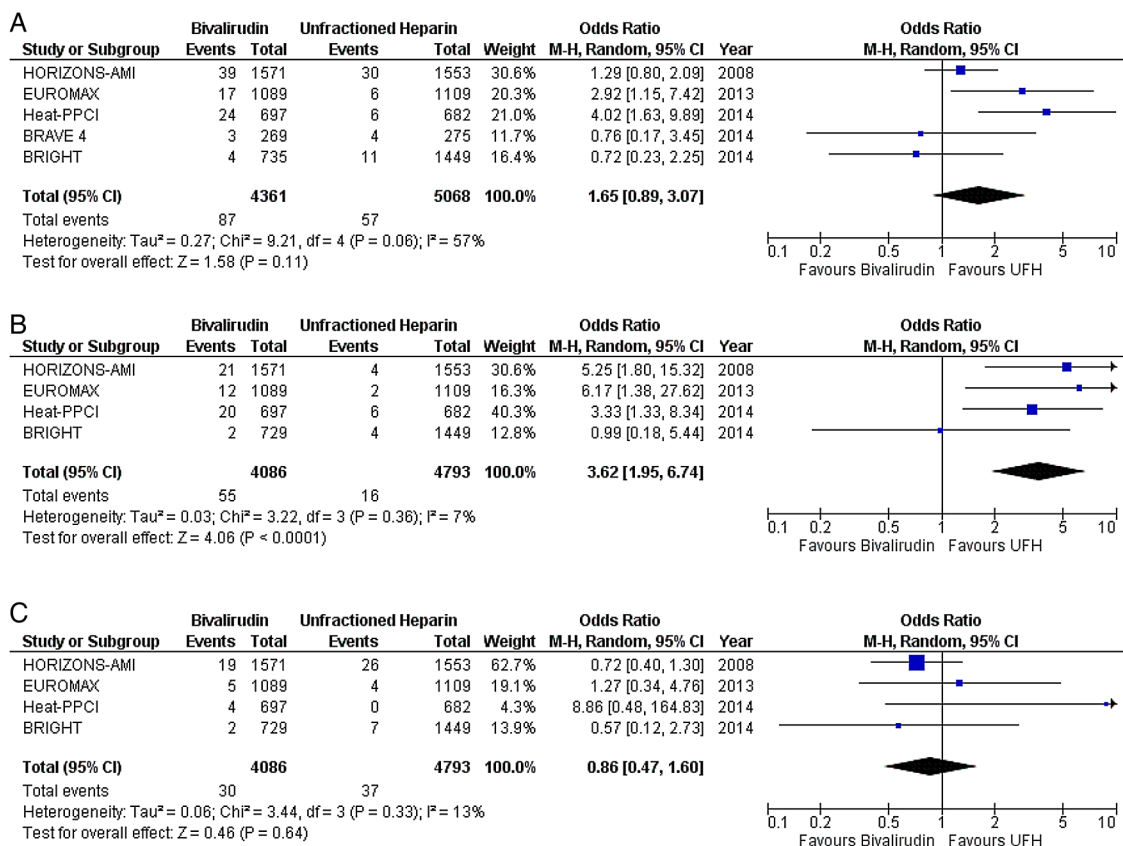 A
Bivalirudin Unfractioned Heparin Odds Ratio Odds Ratio
Study or Subgroup Events Total Events Total Weight M-H, Random, 95% CI Year M-H, Random, 95% CI
HORIZONS-AMI 39 1571 30 1553 30.6% 1.29 [0.80, 2.09] 2008
EUROMAX 17 1089 6 1109 20.3% 2.92 [1.15, 7.42] 2013
Heat-PPCI 24 697 6 682 21.0% 4.02 [1.63, 9.89] 2014
BRAVE 4 3 269 4 275 11.7% 0.76 [0.17, 3.45] 2014
BRIGHT 4 735 11 1449 16.4% 0.72 [0.23, 2.25] 2014
Total (95% CI) 4361 5068 100.0% 1.65 [0.89, 3.07]
Total events 87 57
Heterogeneity: Tau² = 0.27; Chi² = 9.21, df = 4 (P = 0.06); I² = 57%
Test for overall effect: Z = 1.58 (P = 0.11)
0.1 0.2 0.5 1 2 5 10
Favours Bivalirudin Favours UFH
B
Bivalirudin Unfractioned Heparin Odds Ratio Odds Ratio
Study or Subgroup Events Total Events Total Weight M-H, Random, 95% CI Year M-H, Random, 95% CI
HORIZONS-AMI 21 1571 4 1553 30.6% 5.25 [1.80, 15.32] 2008
EUROMAX 12 1089 2 1109 16.3% 6.17 [1.38, 27.62] 2013
Heat-PPCI 20 697 6 682 40.3% 3.33 [1.33, 8.34] 2014
BRIGHT 2 729 4 1449 12.8% 0.99 [0.18, 5.44] 2014
Total (95% CI) 4086 4793 100.0% 3.62 [1.95, 6.74]
Total events 55 16
Heterogeneity: Tau² = 0.03; Chi² = 3.22, df = 3 (P = 0.36); I² = 7%
Test for overall effect: Z = 4.06 (P < 0.0001)
0.1 0.2 0.5 1 2 5 10
Favours Bivalirudin Favours UFH
C
Bivalirudin Unfractioned Heparin Odds Ratio Odds Ratio
Study or Subgroup Events Total Events Total Weight M-H, Random, 95% CI Year M-H, Random, 95% CI
HORIZONS-AMI 19 1571 26 1553 62.7% 0.72 [0.40, 1.30] 2008
EUROMAX 5 1089 4 1109 19.1% 1.27 [0.34, 4.76] 2013
Heat-PPCI 4 697 0 682 4.3% 8.86 [0.48, 164.83] 2014
BRIGHT 2 729 7 1449 13.9% 0.57 [0.12, 2.73] 2014
Total (95% CI) 4086 4793 100.0% 0.86 [0.47, 1.60]
Total events 30 37
Heterogeneity: Tau² = 0.06; Chi² = 3.44, df = 3 (P = 0.33); I² = 13%
Test for overall effect: Z = 0.46 (P = 0.64)
0.1 0.2 0.5 1 2 5 10
Favours Bivalirudin Favours UFH